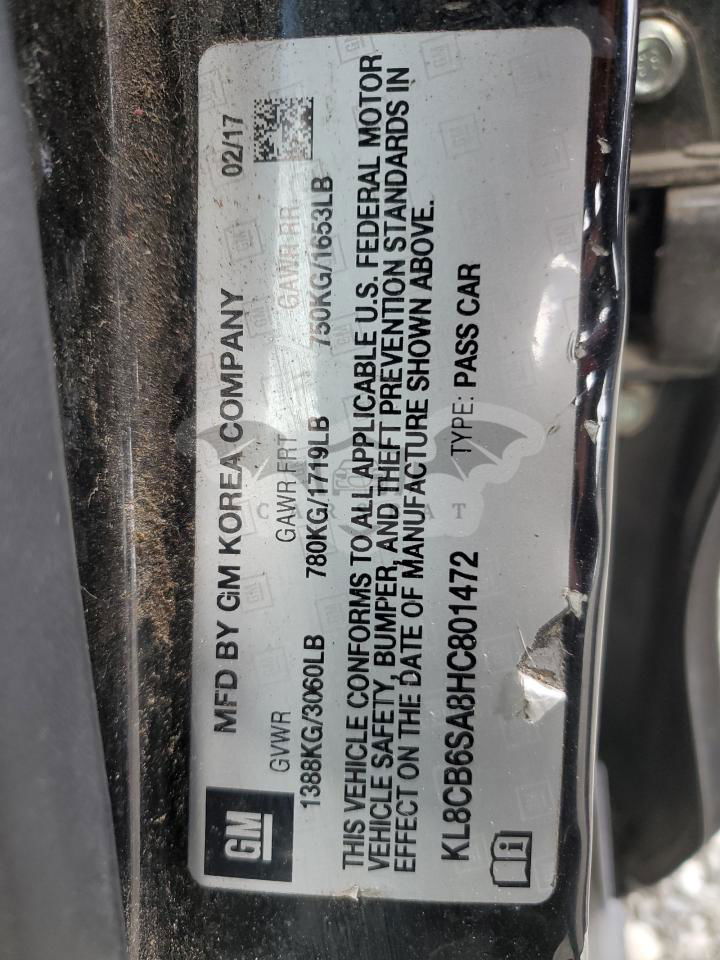 MFD BY GM KOREA COMPANY 02/17
GVWR GAWR FRT GAWR RR
1388KG/3060LB 780KG/1719LB 750KG/1653LB
THIS VEHICLE CONFORMS TO ALL APPLICABLE U.S. FEDERAL MOTOR
VEHICLE SAFETY, BUMPER, AND THEFT PREVENTION STANDARDS IN
EFFECT ON THE DATE OF MANUFACTURE SHOWN ABOVE.
KL8CB6SA8HC801472 TYPE: PASS CAR
GM